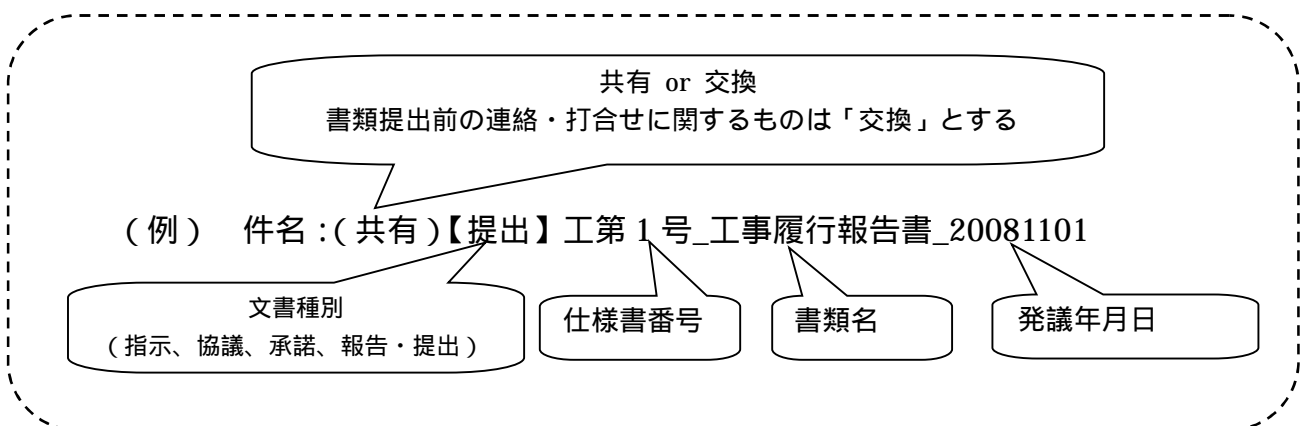 共有 or 交換
書類提出前の連絡・打合せに関するものは「交換」とする
(例) 件名:(共有)【提出】工第1号_工事履行報告書_20081101
文書種別
(指示、協議、承諾、報告・提出)
仕様書番号
書類名
発議年月日